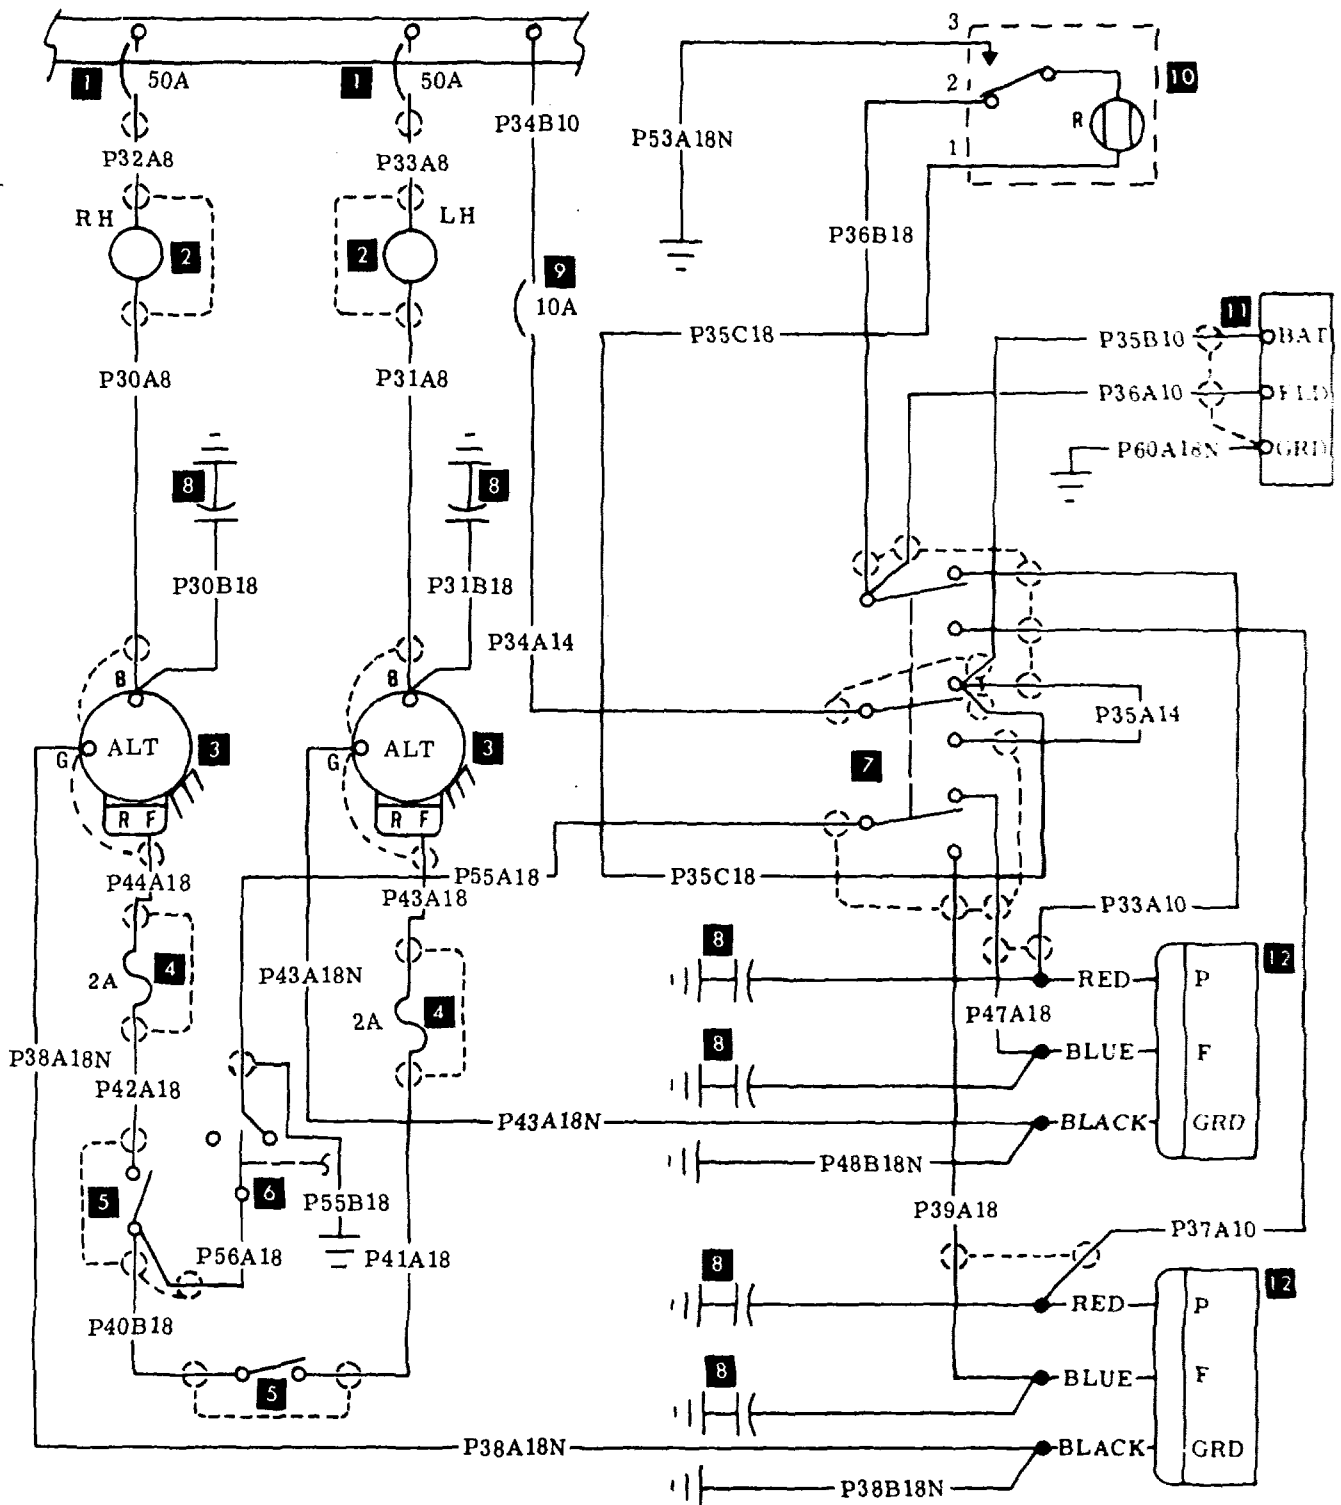 3
1
50A
1
50A
2
10
P34B10
R
P53A18N
P32A8
P33A8
1
RH
LH
2
2
P36B18
9
10A
11
P35C18
P35B10
BAT
P30A8
P31A8
P36A10
FLD
P60A18N
GRD
8
8
P30B18
P31B18
P34A14
B
B
P35A14
G
ALT
3
G
ALT
3
7
R F
R F
P44A18
P55A18
P35C18
P43A18
P33A10
8
12
4
P43A18N
RED
P
2A
4
2A
P47A18
P38A18N
8
BLUE
F
P42A18
P43A18N
BLACK
GRD
P48B18N
5
6
P55B18
P39A18
P37A10
P56A18
P41A18
8
12
RED
P
P40B18
8
BLUE
F
5
P38A18N
BLACK
GRD
P38B18N